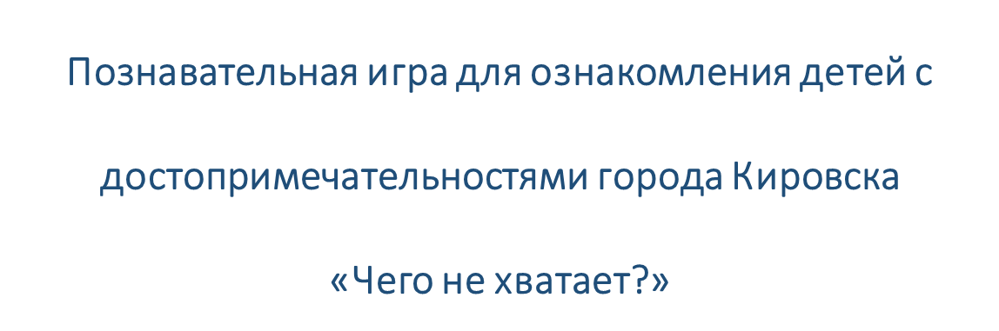 Познавательная игра для ознакомления детей с
достопримечательностями города Кировска
«Чего не хватает?»